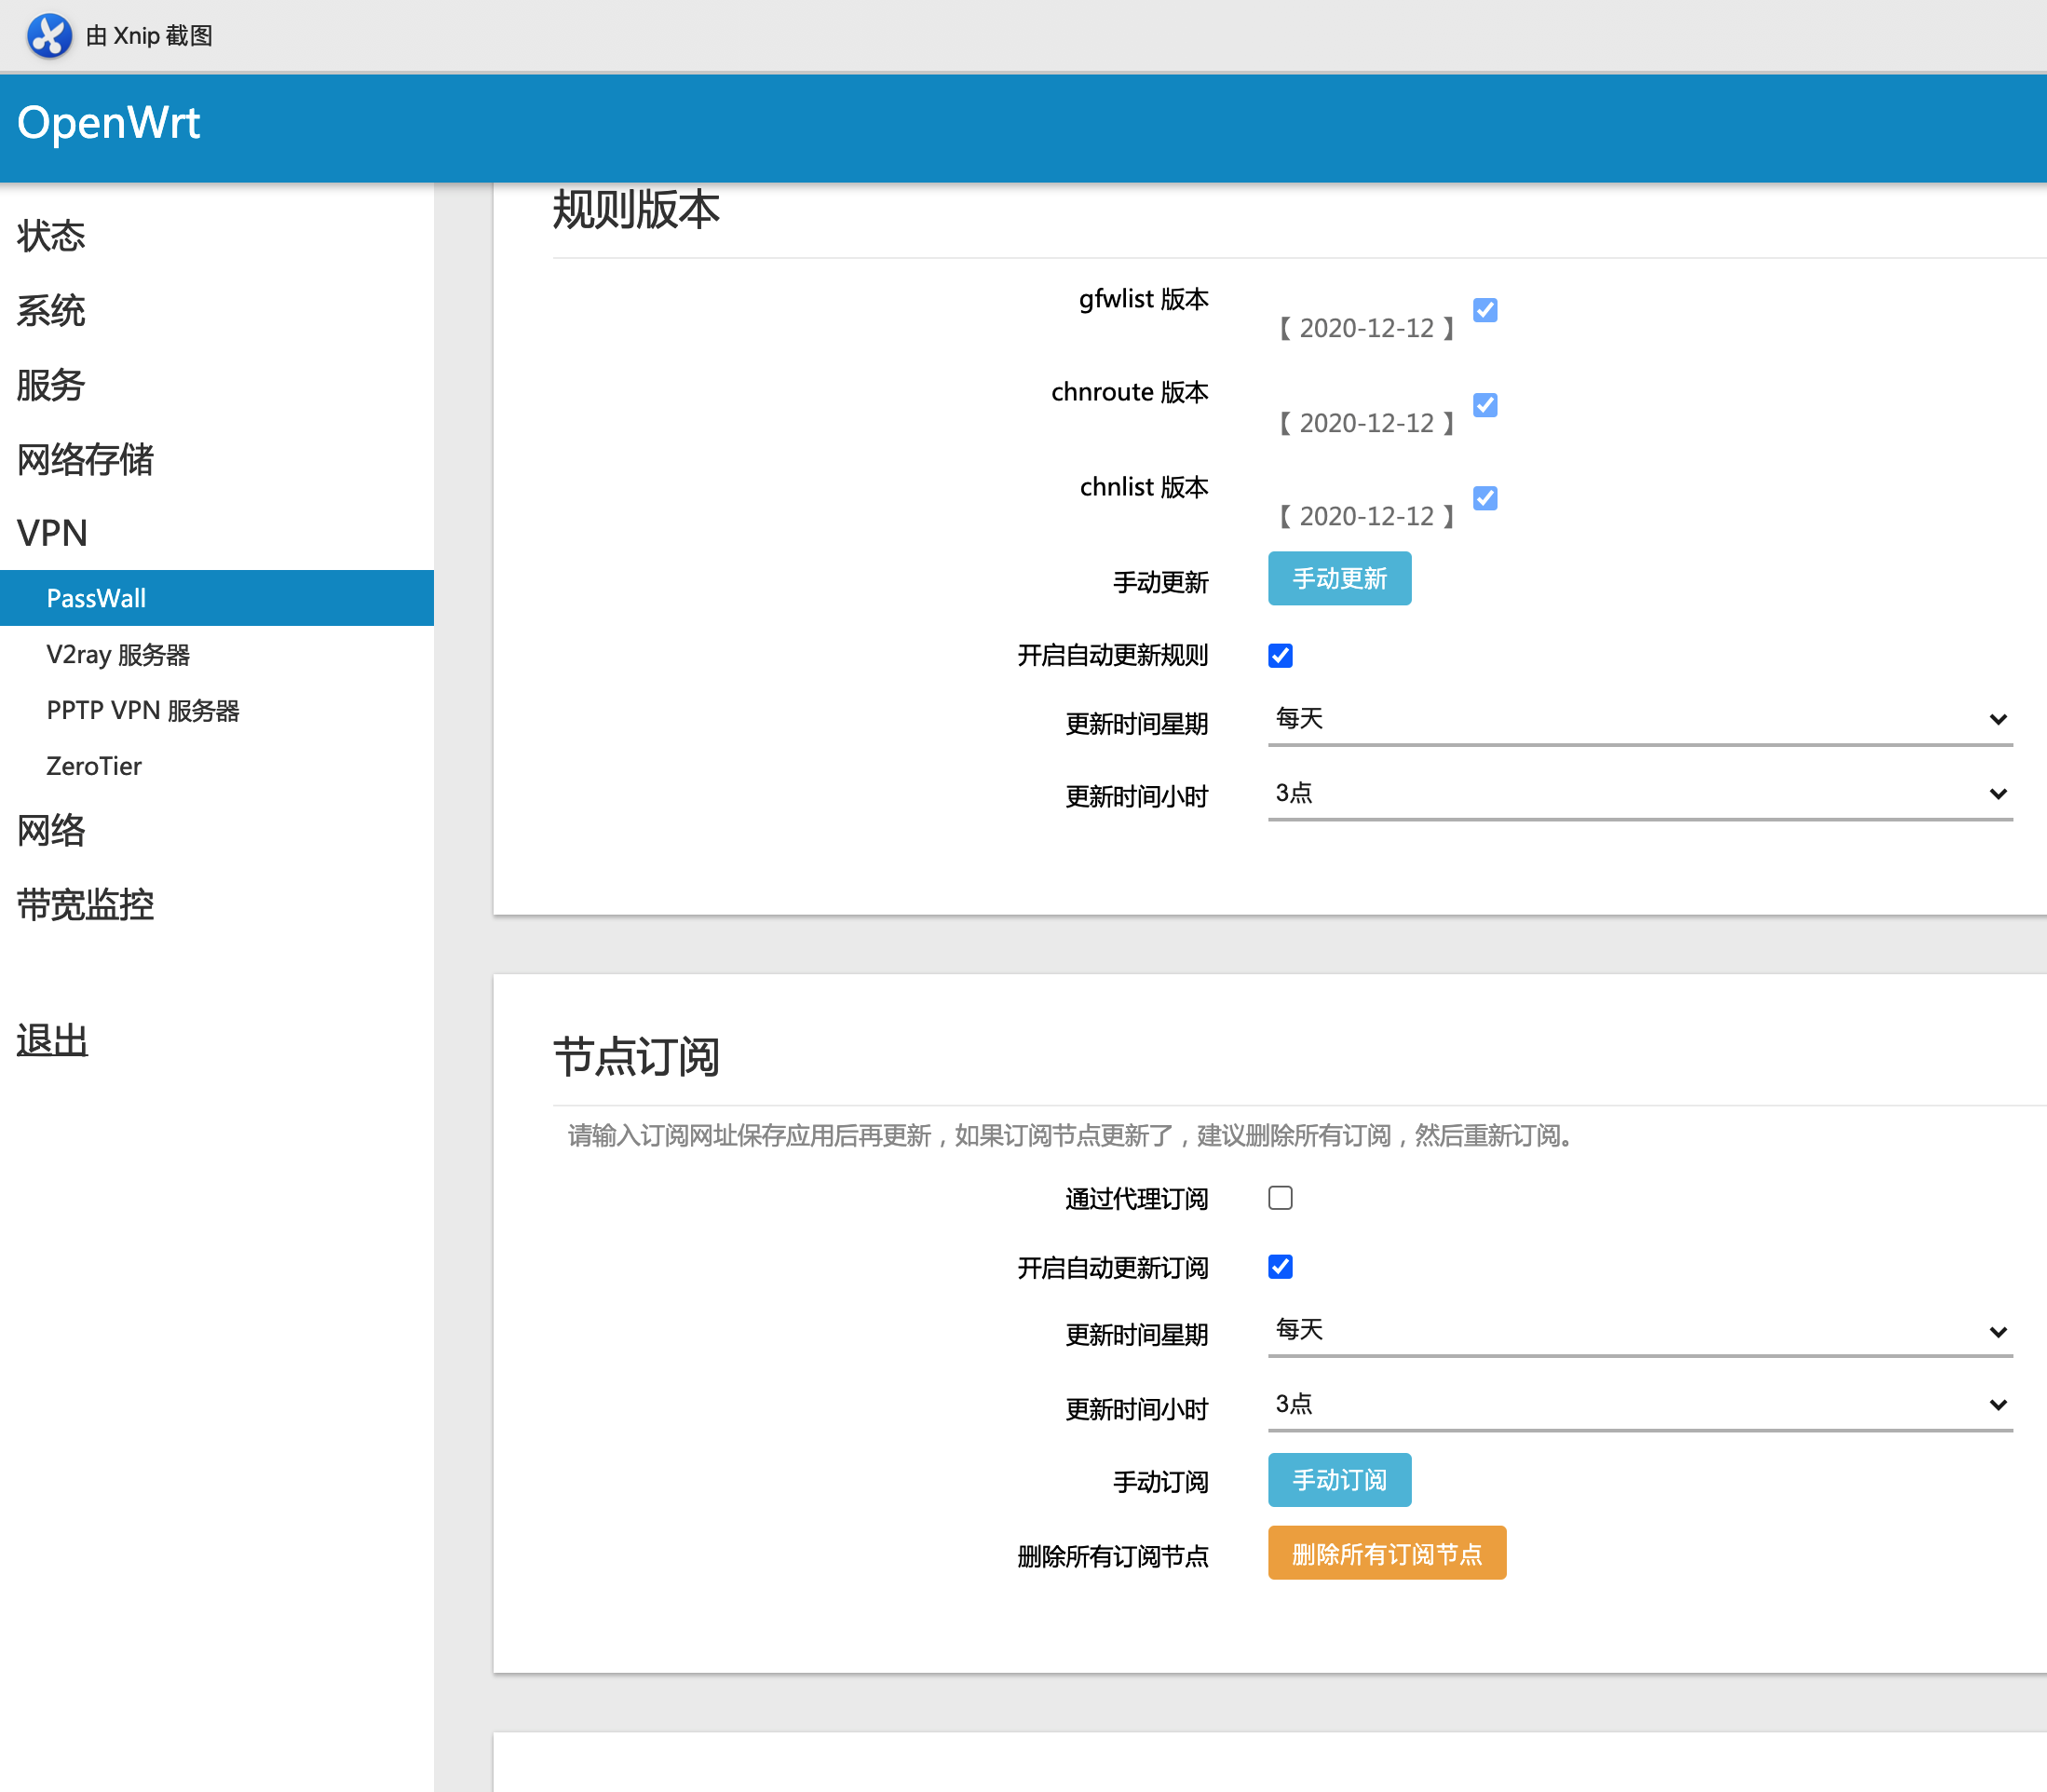 由 Xnip 截图
OpenWrt
状态
系统
服务
网络存储
VPN
PassWall
V2ray 服务器
PPTP VPN 服务器
ZeroTier
网络
带宽监控
退出
规则版本
gfwlist 版本
【 2020-12-12 】
chnroute 版本
【 2020-12-12 】
chnlist 版本
【 2020-12-12 】
手动更新 手动更新
开启自动更新规则
更新时间星期 每天
更新时间小时 3点
节点订阅
请输入订阅网址保存应用后再更新，如果订阅节点更新了，建议删除所有订阅，然后重新订阅。
通过代理订阅
开启自动更新订阅
更新时间星期 每天
更新时间小时 3点
手动订阅 手动订阅
删除所有订阅节点 删除所有订阅节点